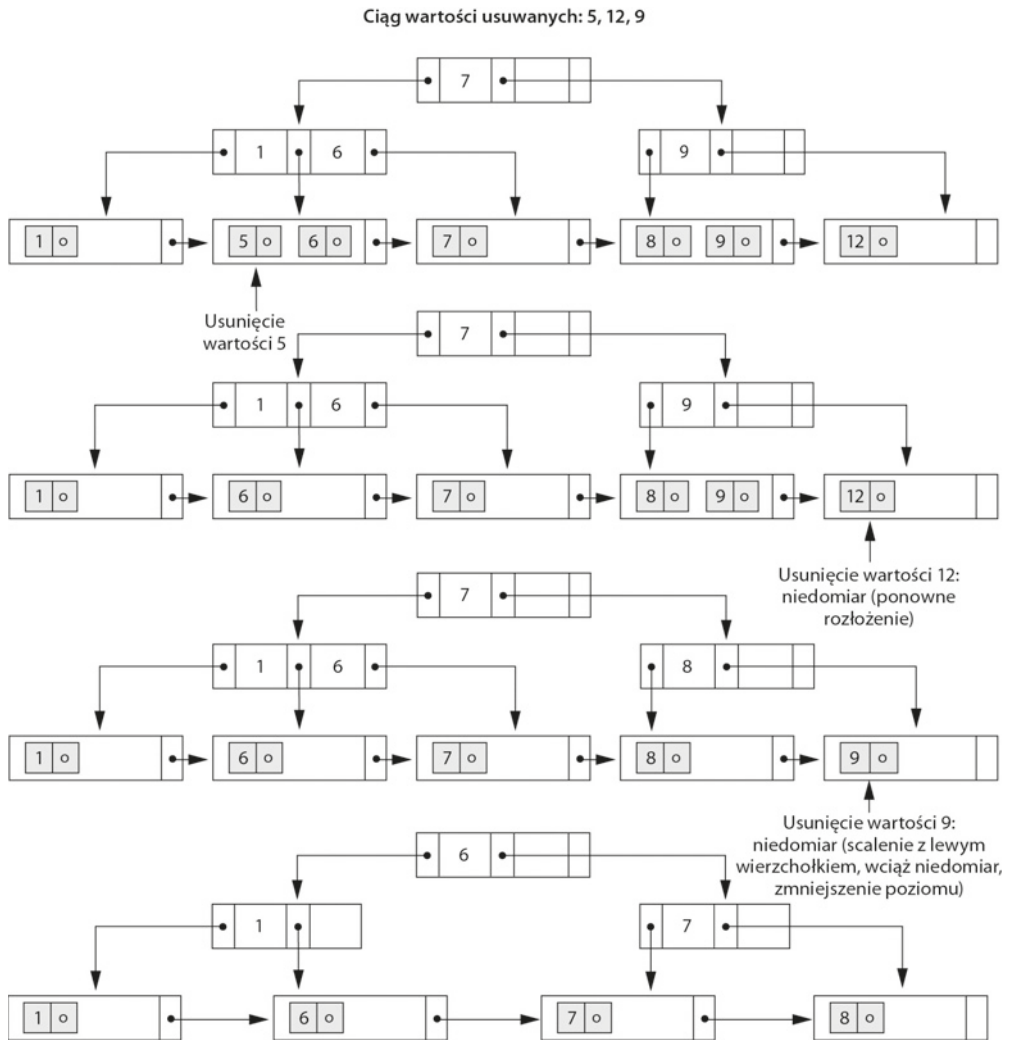 Ciąg wartości usuwanych: 5, 12, 9
7
1 6
9
1 o
5 o 6 o
7 o
8 o 9 o
12 o
Usunięcie
wartości 5
7
1 6
9
1 o
6 o
7 o
8 o 9 o
12 o
Usunięcie wartości 12:
niedomiar (ponowne
rozłożenie)
7
1 6
8
1 o
6 o
7 o
8 o
9 o
Usunięcie wartości 9:
niedomiar (scalenie z lewym
wierzchołkiem, wciąż niedomiar,
zmniejszenie poziomu)
6
1
7
1 o
6 o
7 o
8 o